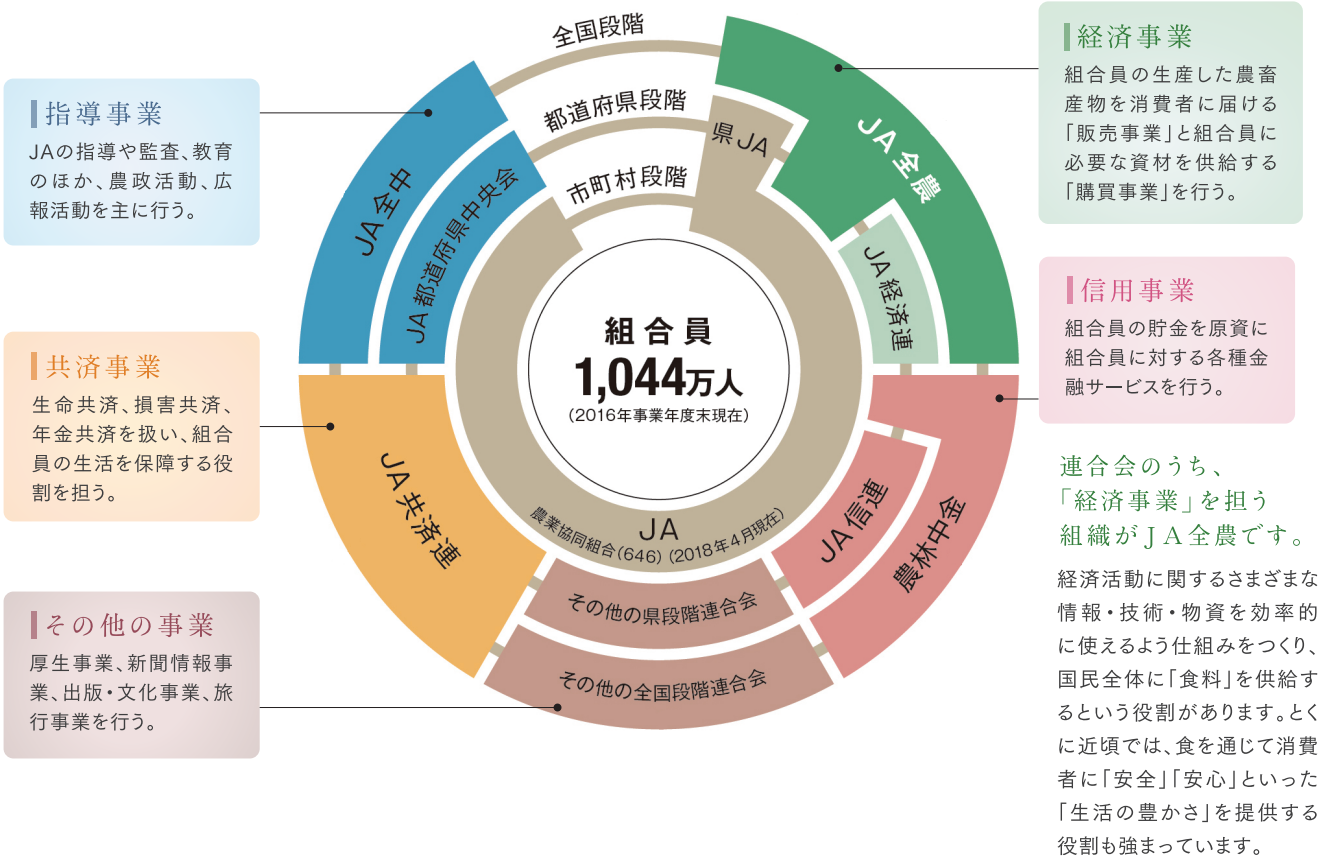 全国段階
都道府県段階
市町村段階
指導事業
JAの指導や監査、教育
のほか、農政活動、広
報活動を主に行う。
共済事業
生命共済、損害共済、
年金共済を扱い、組合
員の生活を保障する役
割を担う。
その他の事業
厚生事業、新聞情報事
業、出版・文化事業、旅
行事業を行う。
JA全中
JA都道府県中央会
県JA
JA全農
JA経済連
組合員
1,044万人
(2016年事業年度末現在)
JA
農業協同組合(646)(2018年4月現在)
JA共済連
JA信連
農林中金
その他の県段階連合会
その他の全国段階連合会
経済事業
組合員の生産した農畜
産物を消費者に届ける
「販売事業」と組合員に
必要な資材を供給する
「購買事業」を行う。
信用事業
組合員の貯金を原資に
組合員に対する各種金
融サービスを行う。
連合会のうち、
「経済事業」を担う
組織がJA全農です。
経済活動に関するさまざまな
情報・技術・物資を効率的
に使えるよう仕組みをつくり、
国民全体に「食料」を供給す
るという役割があります。とく
に近頃では、食を通じて消費
者に「安全」「安心」といった
「生活の豊かさ」を提供する
役割も強まっています。